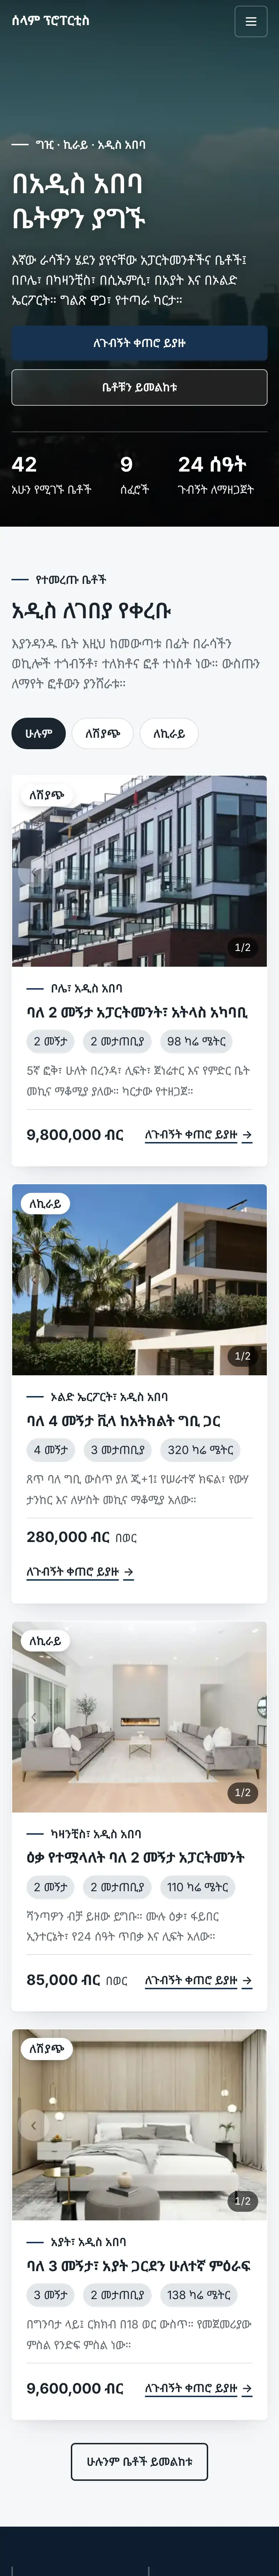 ሰላም ፕሮፐርቲስ
ግዢ · ኪራይ · አዲስ አበባ
በአዲስ አበባ
ቤትዎን ያግኙ
እኛው ራሳችን ሄደን ያየናቸው አፓርትመንቶችና ቤቶች፤
በቦሌ፣ በካዛንቺስ፣ በሲኤምሲ፣ በአያት እና በኦልድ
ኤርፖርት። ግልጽ ዋጋ፣ የተጣራ ካርታ።
ለጉብኝት ቀጠሮ ይያዙ
ቤቶቹን ይመልከቱ
42
9
24 ሰዓት
አሁን የሚገኙ ቤቶች
ሰፈሮች
ጉብኝት ለማዘጋጀት
የተመረጡ ቤቶች
አዲስ ለገበያ የቀረቡ
እያንዳንዱ ቤት እዚህ ከመውጣቱ በፊት በራሳችን
ወኪሎች ተጎብኝቶ፣ ተለክቶና ፎቶ ተነስቶ ነው። ውስጡን
ለማየት ፎቶውን ያንሸራቱ።
ሁሉም
ለሽያጭ
ለኪራይ
ለሽያጭ
1/2
ቦሌ፣ አዲስ አበባ
ባለ 2 መኝታ አፓርትመንት፣ አትላስ አካባቢ
2 መኝታ
2 መታጠቢያ
98 ካሬ ሜትር
5ኛ ፎቅ፣ ሁለት በረንዳ፣ ሊፍት፣ ጀነሬተር እና የምድር ቤት
መኪና ማቆሚያ ያለው። ካርታው የተዘጋጀ።
9,800,000 ብር
ለጉብኝት ቀጠሮ ይያዙ →
ለኪራይ
1/2
ኦልድ ኤርፖርት፣ አዲስ አበባ
ባለ 4 መኝታ ቪላ ከአትክልት ግቢ ጋር
4 መኝታ
3 መታጠቢያ
320 ካሬ ሜትር
ጸጥ ባለ ግቢ ውስጥ ያለ ጂ+1፤ የሠራተኛ ክፍል፣ የውሃ
ታንከር እና ለሦስት መኪና ማቆሚያ አለው።
280,000 ብር በወር
ለጉብኝት ቀጠሮ ይያዙ →
ለኪራይ
‹
1/2
ካዛንቺስ፣ አዲስ አበባ
ዕቃ የተሟላለት ባለ 2 መኝታ አፓርትመንት
2 መኝታ
2 መታጠቢያ
110 ካሬ ሜትር
ሻንጣዎን ብቻ ይዘው ይግቡ። ሙሉ ዕቃ፣ ፋይበር
ኢንተርኔት፣ የ24 ሰዓት ጥበቃ እና ሊፍት አለው።
85,000 ብር በወር
ለጉብኝት ቀጠሮ ይያዙ →
ለሽያጭ
‹
1/2
አያት፣ አዲስ አበባ
ባለ 3 መኝታ፣ አያት ጋርደን ሁለተኛ ምዕራፍ
3 መኝታ
2 መታጠቢያ
138 ካሬ ሜትር
በግንባታ ላይ፤ ርክክብ በ18 ወር ውስጥ። የመጀመሪያው
ምስል የንድፍ ምስል ነው።
9,600,000 ብር
ለጉብኝት ቀጠሮ ይያዙ →
ሁሉንም ቤቶች ይመልከቱ